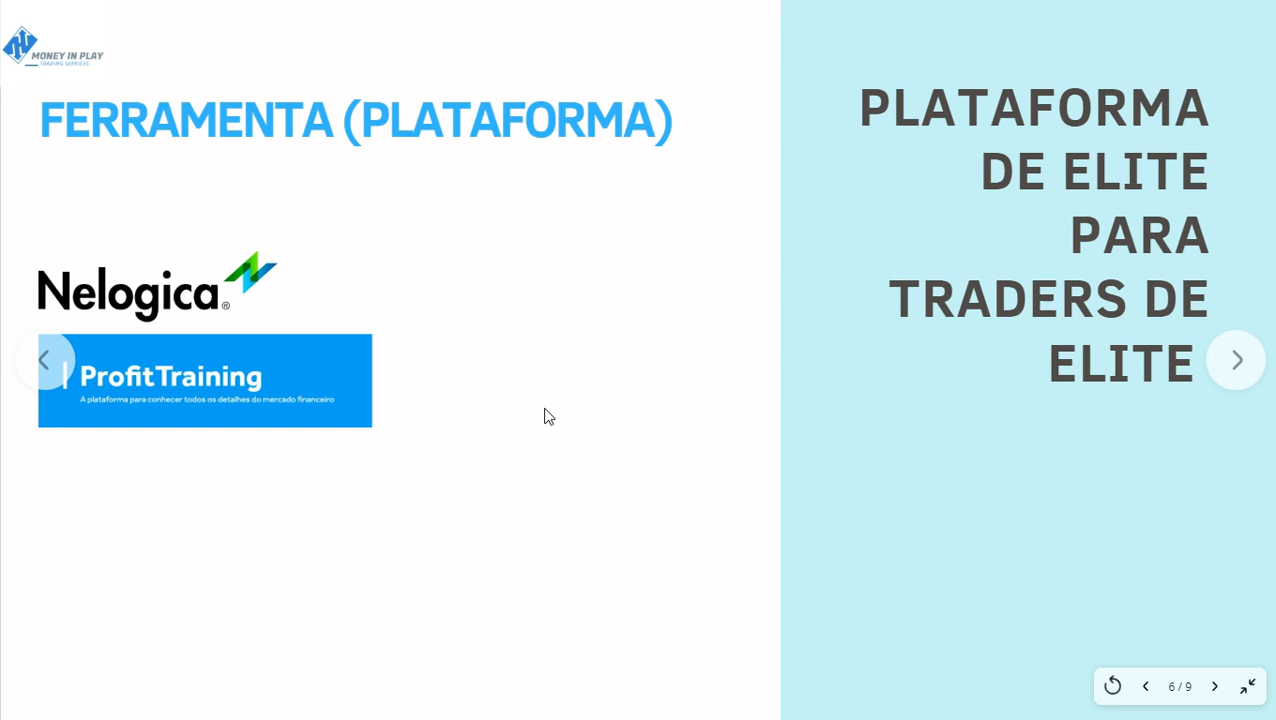 MONEY IN PLAY
TRADING SERVICES
FERRAMENTA (PLATAFORMA)
Nelogica®
ProfitTraining
A plataforma para conhecer todos os detalhes do mercado financeiro
PLATAFORMA
DE ELITE
PARA
TRADERS DE
ELITE
6/9